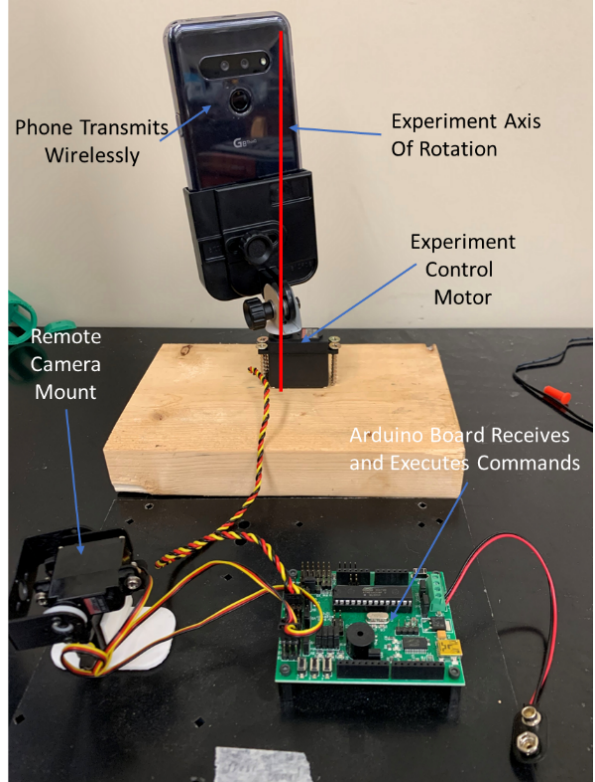 Phone Transmits
Wirelessly
Experiment Axis
Of Rotation
G8
Experiment
Control
Motor
Remote
Camera
Mount
Arduino Board Receives
and Executes Commands